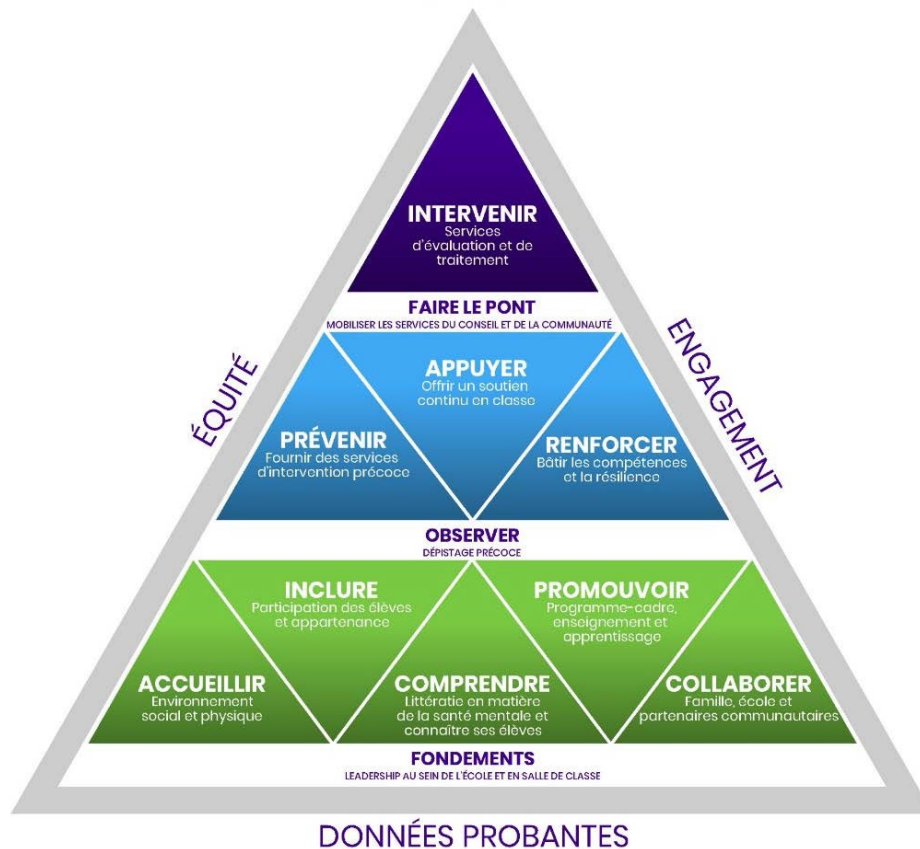 INTERVENIR
Services
d'évaluation et de
traitement
FAIRE LE PONT
MOBILISER LES SERVICES DU CONSEIL ET DE LA COMMUNAUTÉ
ÉQUITÉ
ENGAGEMENT
APPUYER
Offrir un soutien
continu en classe
PRÉVENIR
Fournir des services
d'intervention précoce
RENFORCER
Bâtir les compétences
et la résilience
OBSERVER
DÉPISTAGE PRÉCOCE
INCLURE
Participation des élèves
et appartenance
PROMOUVOIR
Programme-cadre,
enseignement et
apprentissage
ACCUEILLIR
Environnement
social et physique
COMPRENDRE
Littératie en matière
de la santé mentale et
connaître ses élèves
COLLABORER
Famille, école et
partenaires communautaires
FONDEMENTS
LEADERSHIP AU SEIN DE L'ÉCOLE ET EN SALLE DE CLASSE
DONNÉES PROBANTES